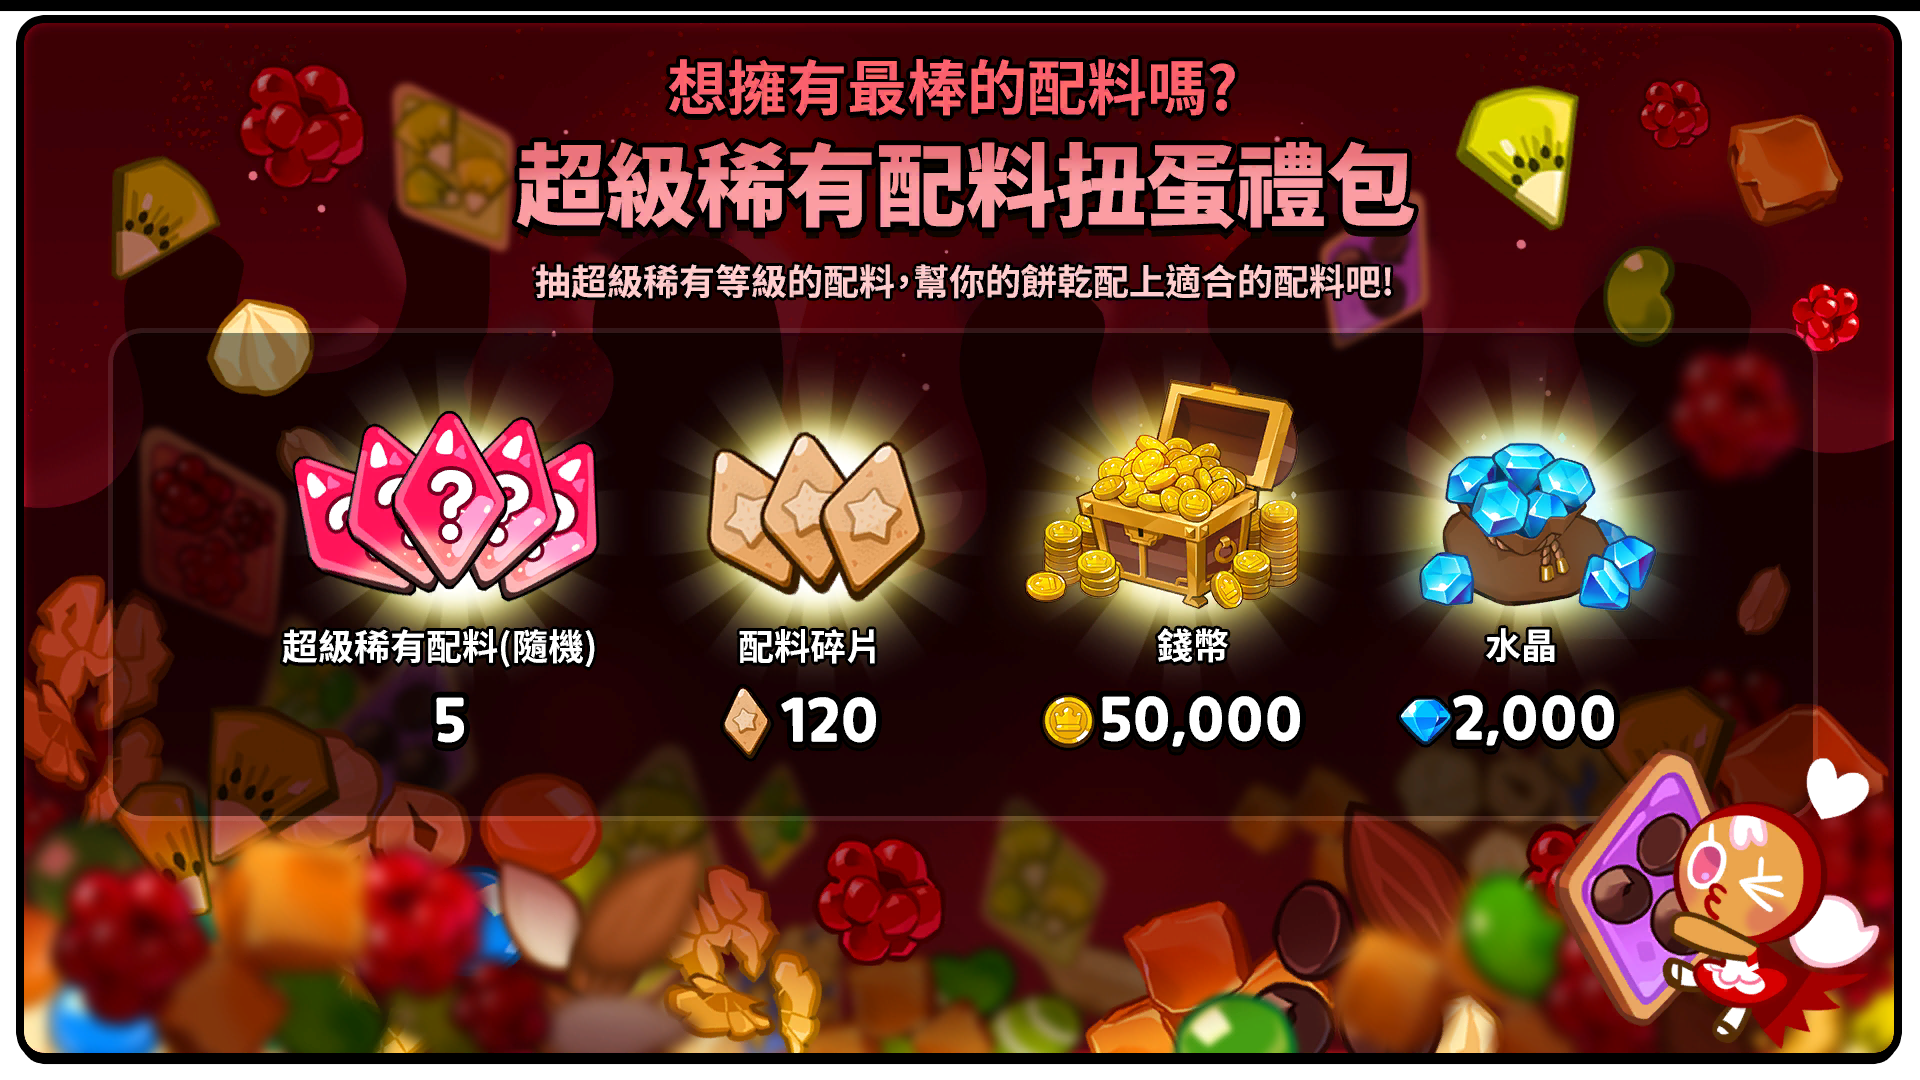 想擁有最棒的配料嗎?
超級稀有配料扭蛋禮包
抽超級稀有等級的配料,幫你的餅乾配上適合的配料吧!
超級稀有配料(隨機)
5
配料碎片
120
錢幣
50,000
水晶
2,000